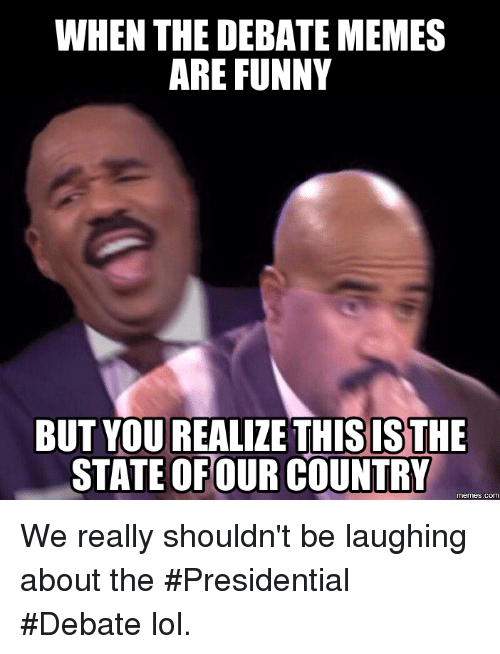 WHEN THE DEBATE MEMES
ARE FUNNY
BUT YOU REALIZE THIS IS THE
STATE OF OUR COUNTRY
memes.com
We really shouldn't be laughing
about the #Presidential
#Debate lol.